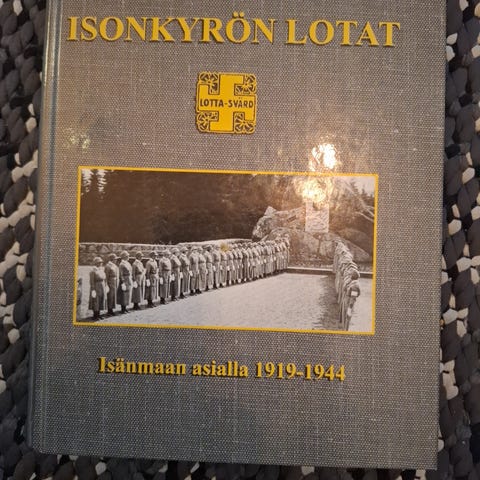 ISONKYRÖN LOTAT
LOTTA-SVÄRD
Isänmaan asialla 1919-1944